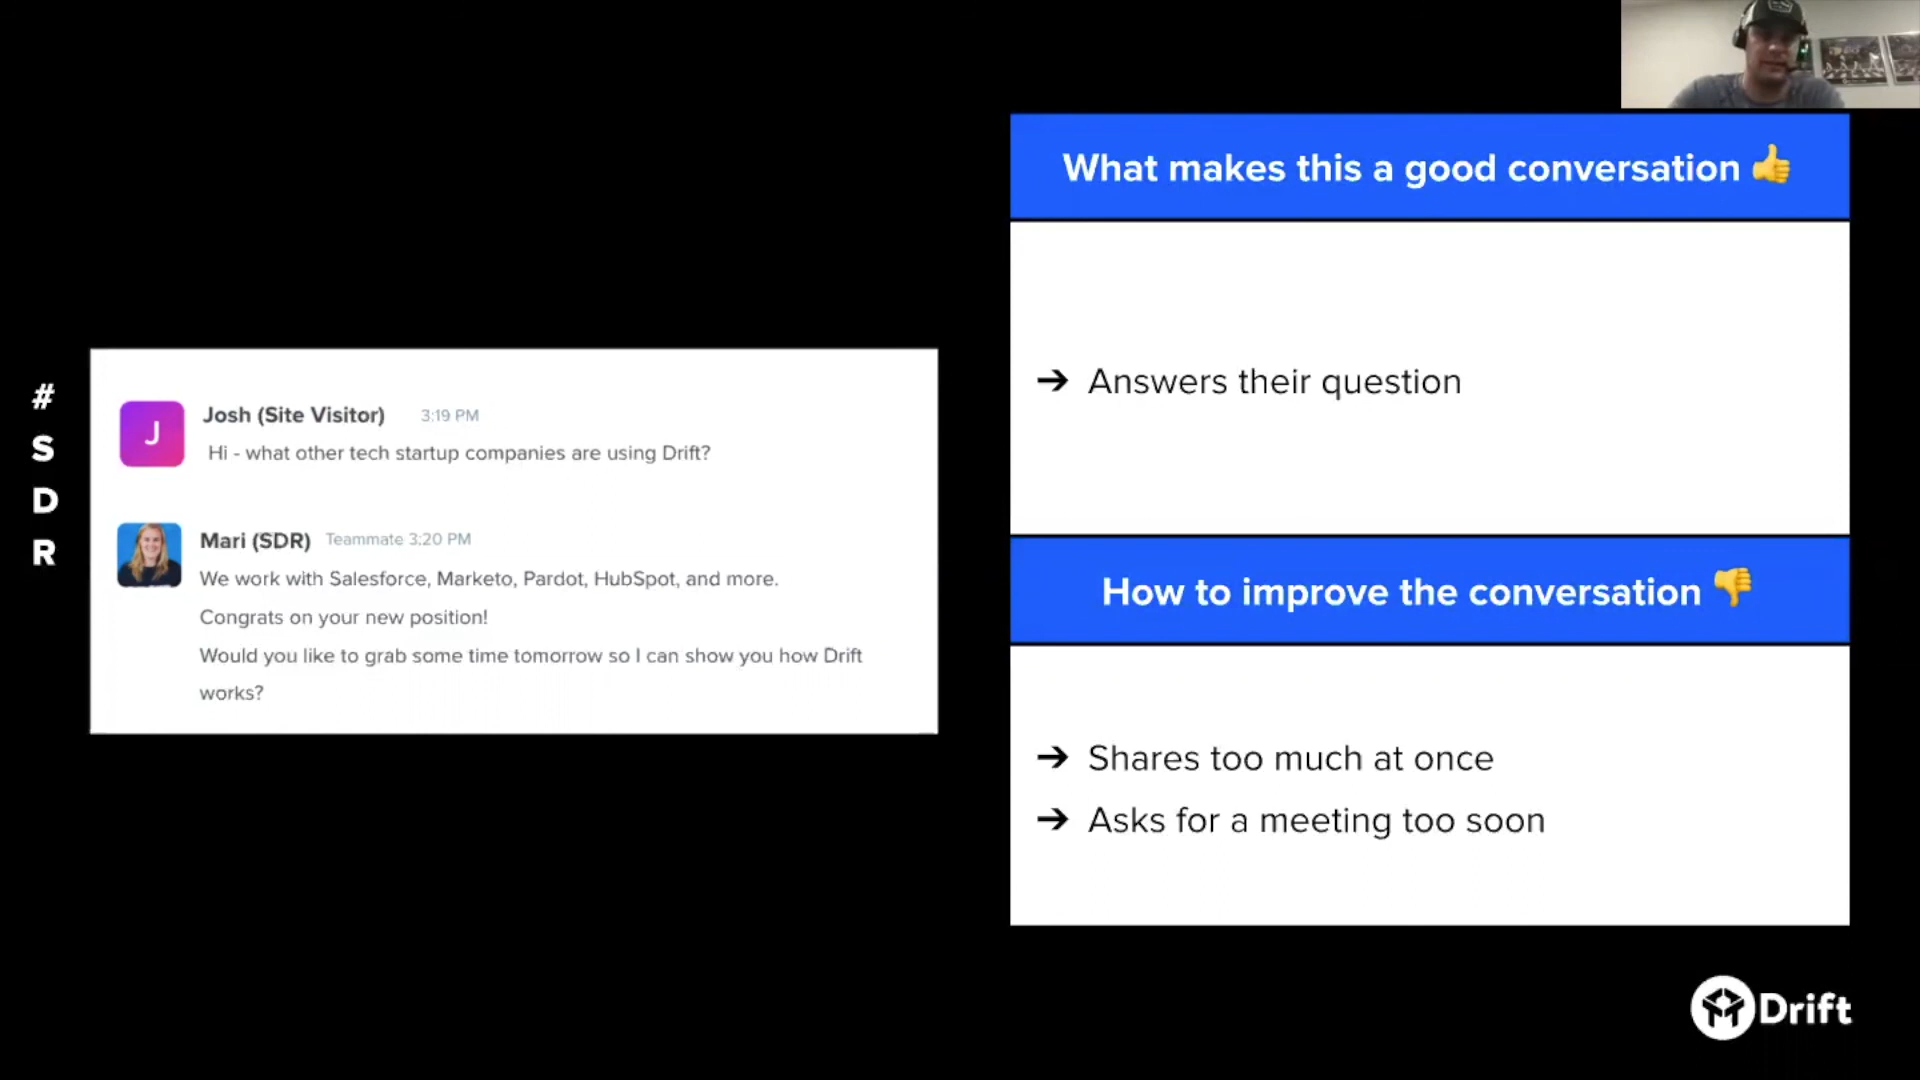 #
S
D
R
J
Josh (Site Visitor) 3:19 PM
Hi - what other tech startup companies are using Drift?
Mari (SDR) Teammate 3:20 PM
We work with Salesforce, Marketo, Pardot, HubSpot, and more.
Congrats on your new position!
Would you like to grab some time tomorrow so I can show you how Drift
works?
What makes this a good conversation 👍
→ Answers their question
How to improve the conversation 👎
→ Shares too much at once
→ Asks for a meeting too soon
Drift